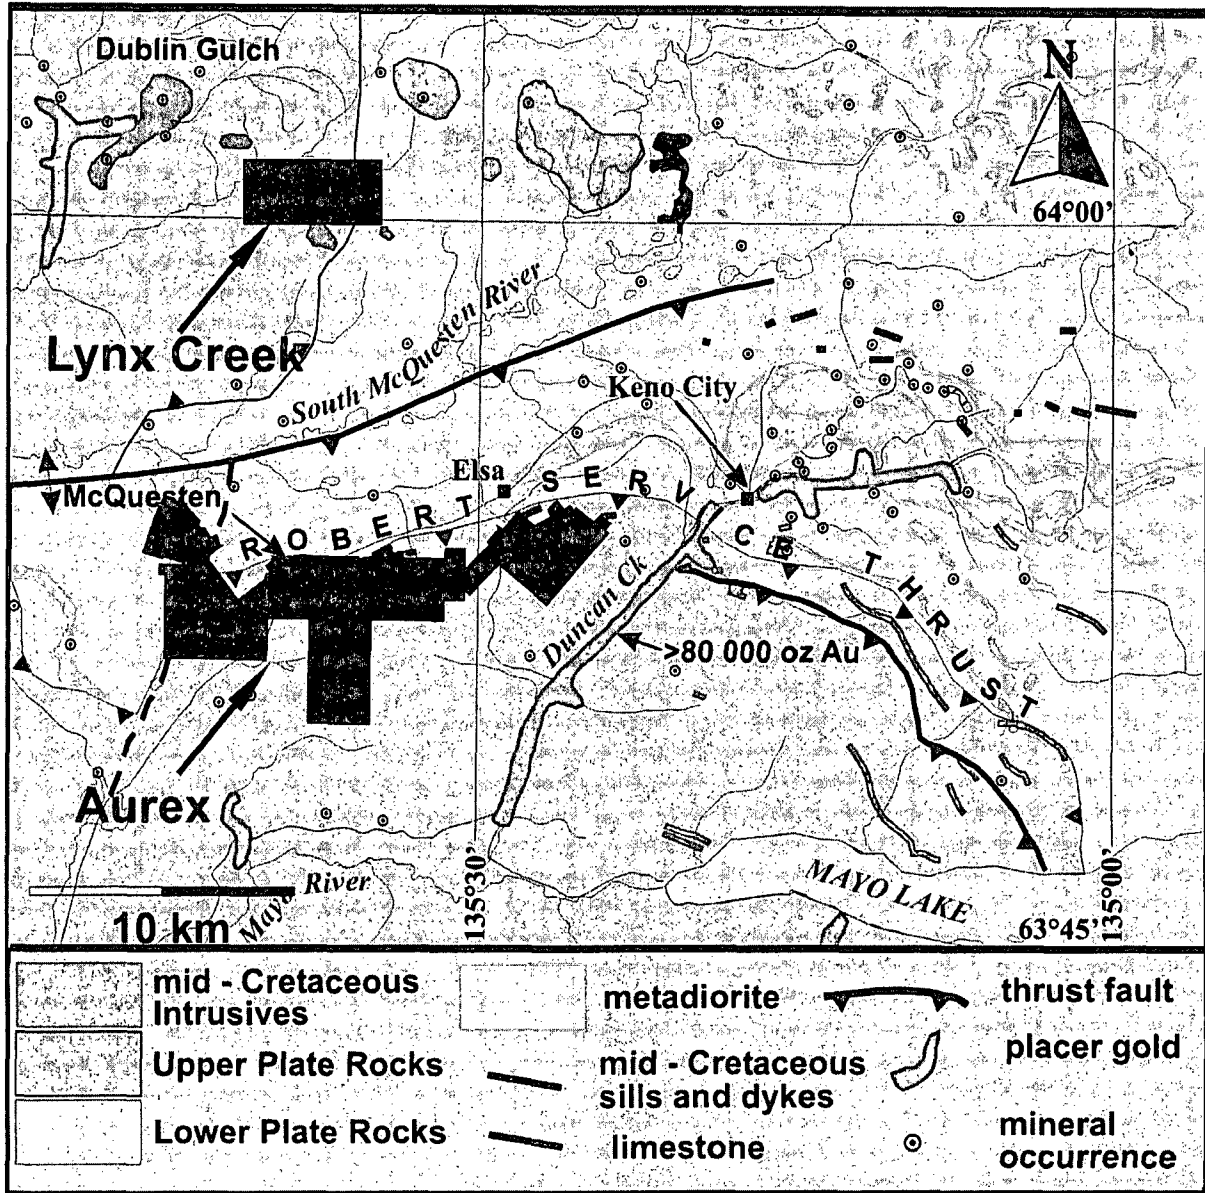 Dublin Gulch
N
64°00'
Lynx Creek
South McQuesten River
Keno City
Elsa
McQuesten
ROBERT SERVICE THRUST
Duncan Ck
>80 000 oz Au
Aurex
Mayo River
10 km
135°30'
MAYO LAKE
63°45'
135°00'
mid - Cretaceous
Intrusives
Upper Plate Rocks
Lower Plate Rocks
metadiorite
mid - Cretaceous
sills and dykes
limestone
thrust fault
placer gold
mineral
occurrence